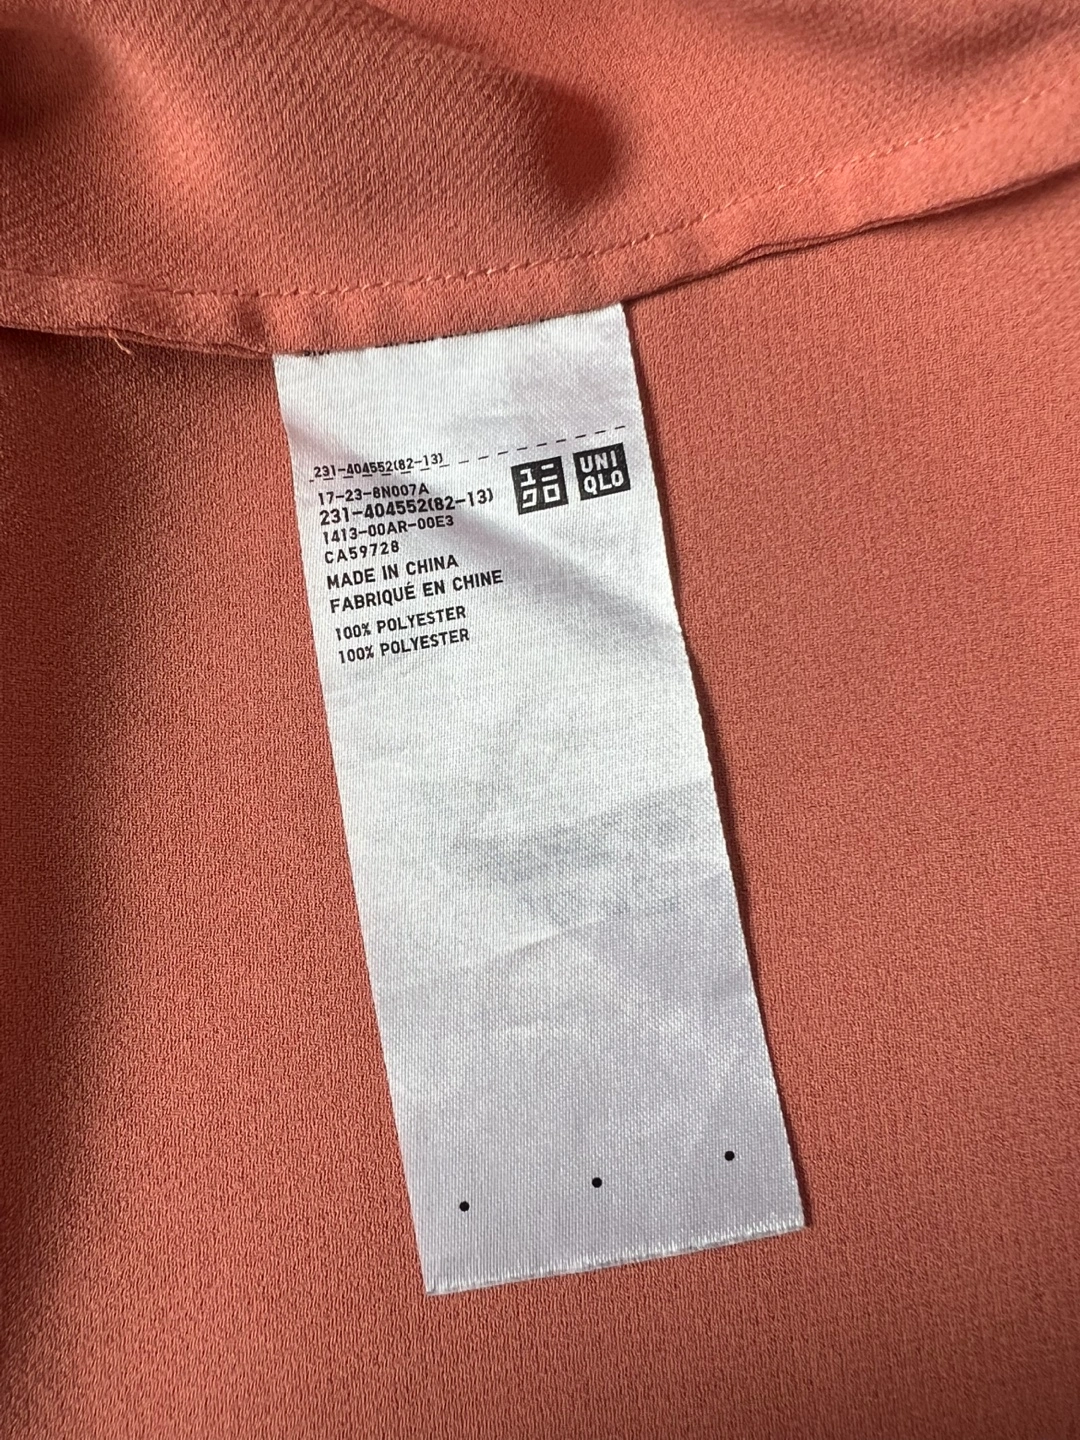 231-404552(82-13)
17-23-8N007A
231-404552(82-13)
1413-00AR-00E3
CA59728
MADE IN CHINA
FABRIQUÉ EN CHINE
100% POLYESTER
100% POLYESTER
ユニ
クロ
UNI
QLO